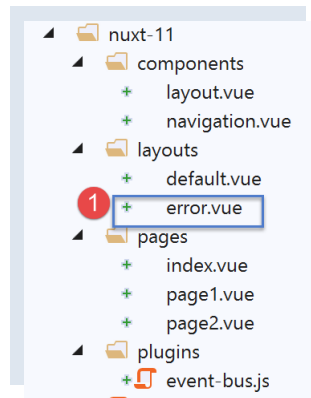 nuxt-11
components
layout.vue
navigation.vue
layouts
default.vue
1 error.vue
pages
index.vue
page1.vue
page2.vue
plugins
event-bus.js